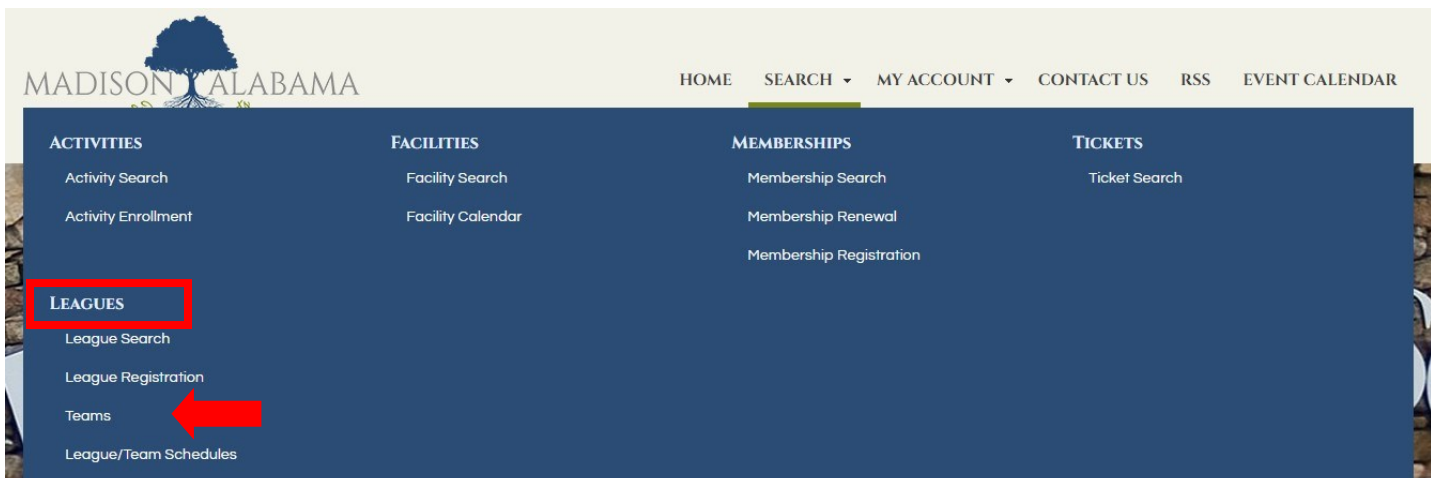 MADISON ALABAMA
HOME SEARCH MY ACCOUNT CONTACT US RSS EVENT CALENDAR
ACTIVITIES
Activity Search
Activity Enrollment
FACILITIES
Facility Search
Facility Calendar
MEMBERSHIPS
Membership Search
Membership Renewal
Membership Registration
TICKETS
Ticket Search
LEAGUES
League Search
League Registration
Teams
League/Team Schedules